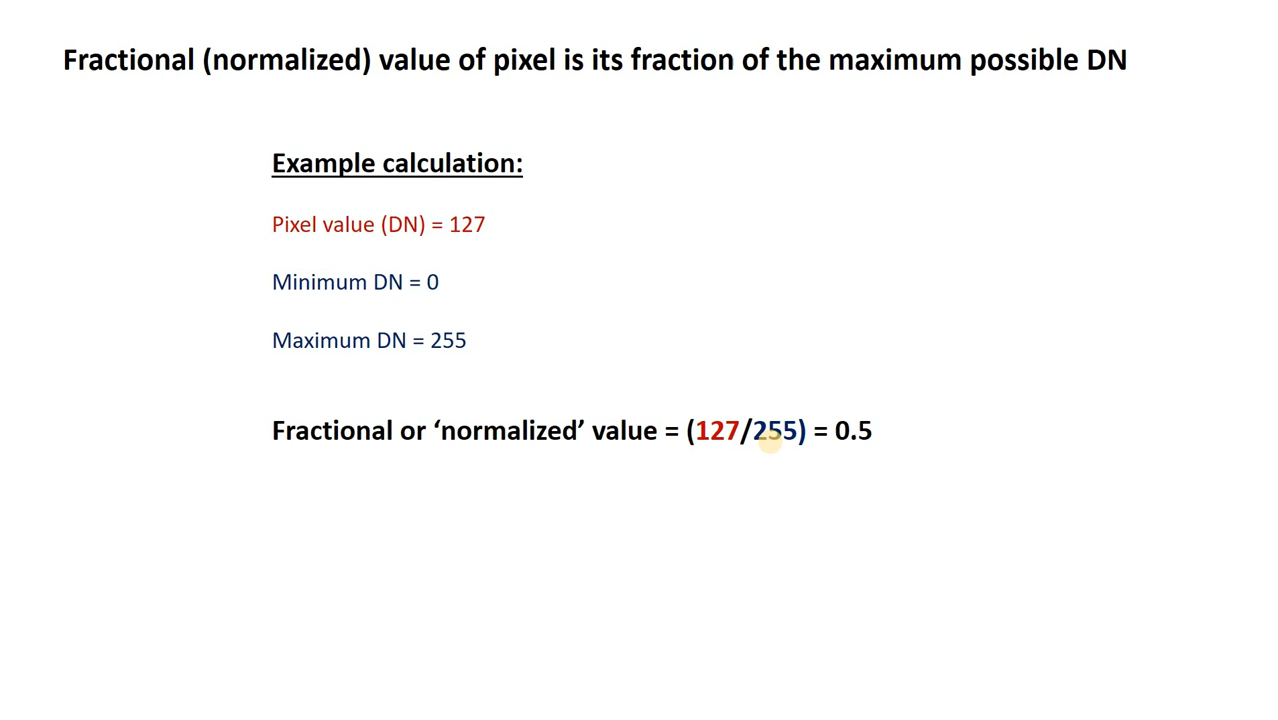 Fractional (normalized) value of pixel is its fraction of the maximum possible DN
Example calculation:
Pixel value (DN) = 127
Minimum DN = 0
Maximum DN = 255
Fractional or ‘normalized’ value = (127/255) = 0.5